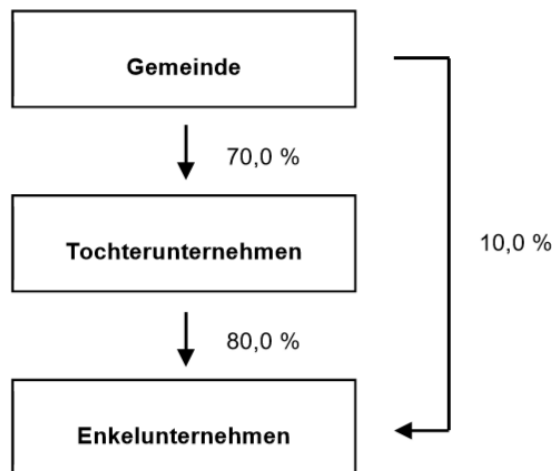 Gemeinde
70,0 %
Tochterunternehmen
10,0 %
80,0 %
Enkelunternehmen